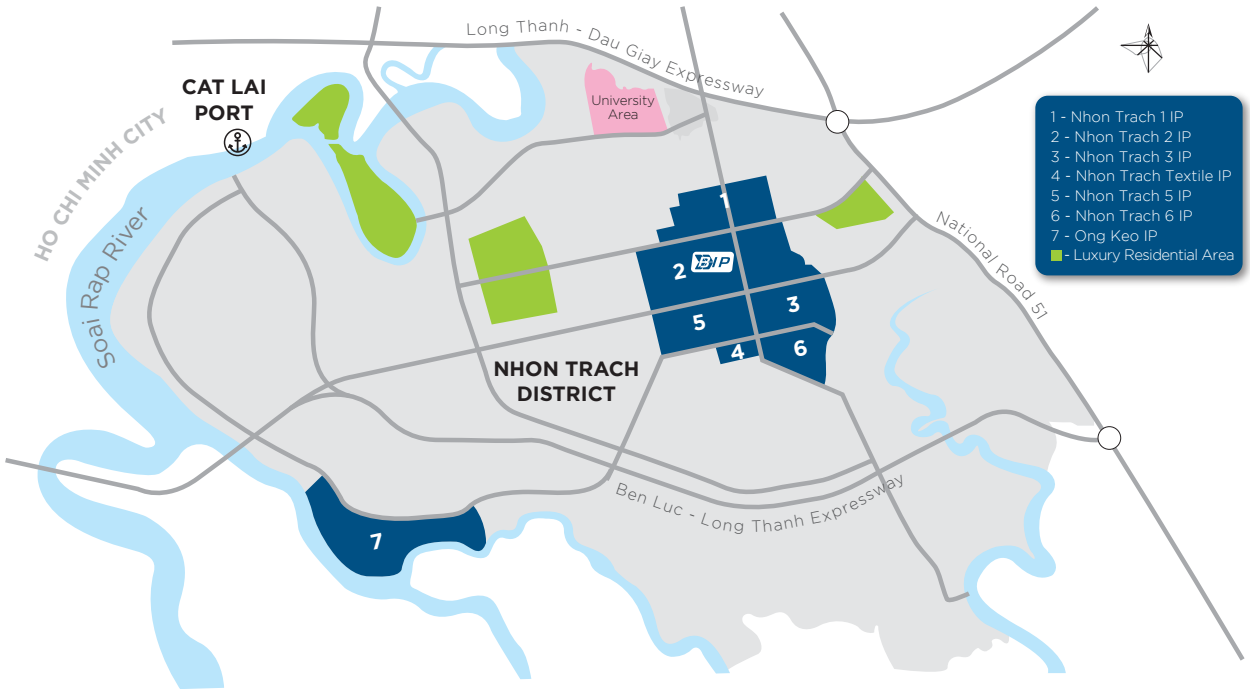 Long Thanh - Dau Giay Expressway
CAT LAI
PORT
University
Area
HO CHI MINH CITY
Soai Rap River
1 - Nhon Trach 1 IP
2 - Nhon Trach 2 IP
3 - Nhon Trach 3 IP
4 - Nhon Trach Textile IP
5 - Nhon Trach 5 IP
6 - Nhon Trach 6 IP
7 - Ong Keo IP
- Luxury Residential Area
National Road 51
1
2
BIP
3
5
4
6
NHON TRACH
DISTRICT
Ben Luc - Long Thanh Expressway
7